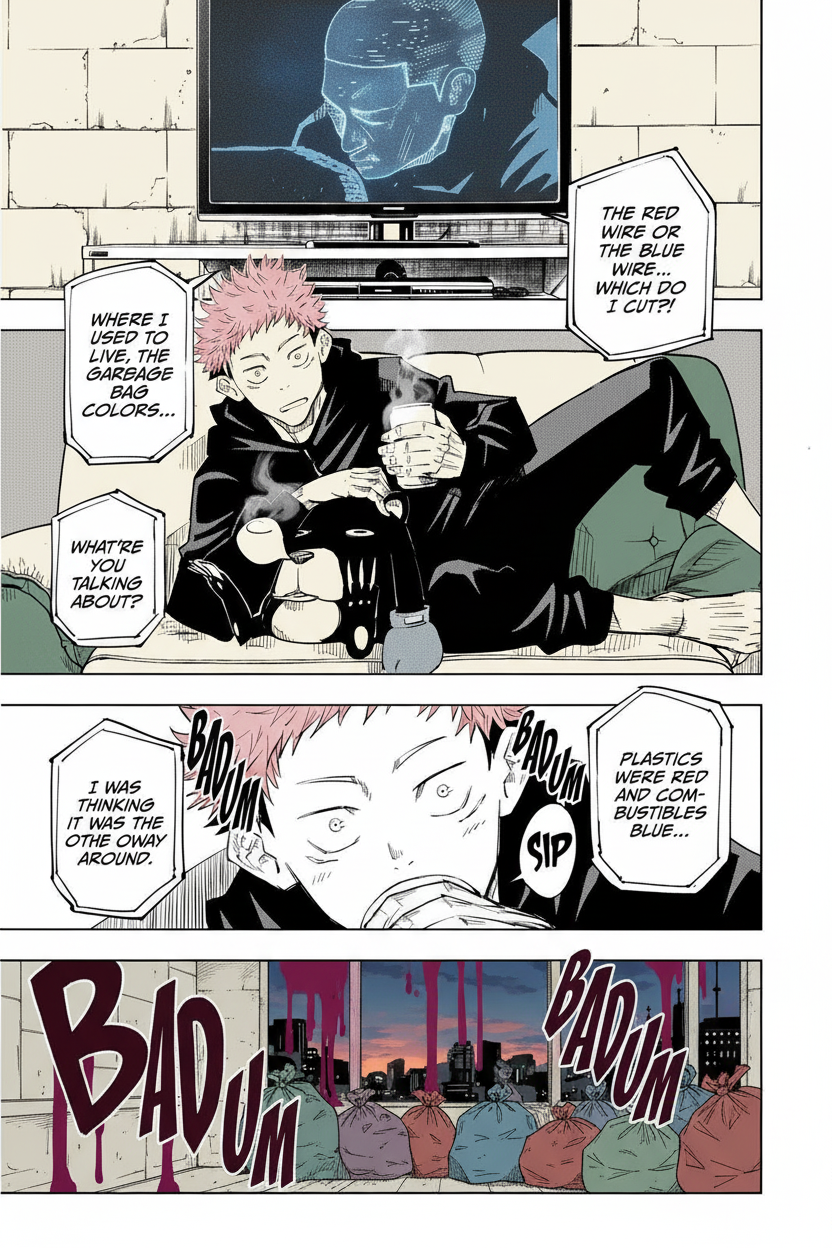 THE RED
WIRE OR
THE BLUE
WIRE...
WHICH DO
I CUT?!
WHERE I
USED TO
LIVE, THE
GARBAGE
BAG
COLORS...
WHAT'RE
YOU
TALKING
ABOUT?
PLASTICS
WERE RED
AND COM-
BUSTIBLES
BLUE...
BADUM
SIP
BADUM
I WAS
THINKING
IT WAS THE
OTHE OWAY
AROUND.
BADUM
BADUM